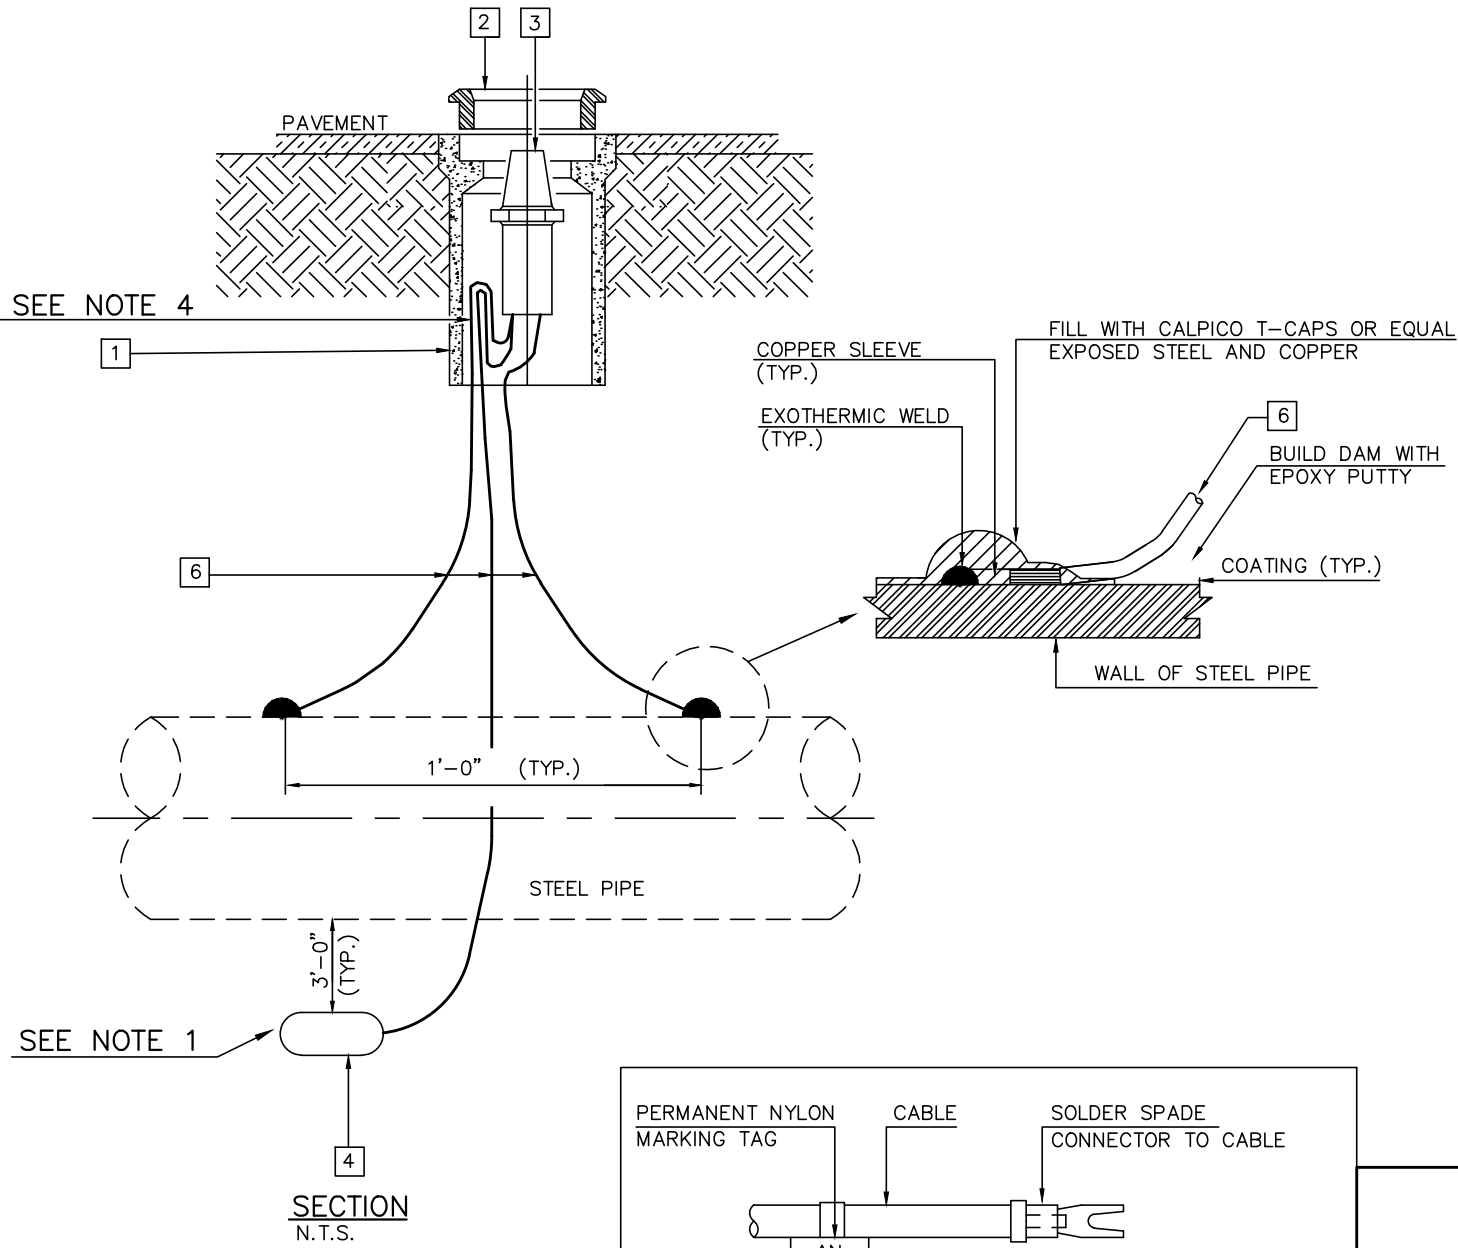 2
3
PAVEMENT
SEE NOTE 4
1
FILL WITH CALPICO T-CAPS OR EQUAL
EXPOSED STEEL AND COPPER
COPPER SLEEVE
(TYP.)
EXOTHERMIC WELD
(TYP.)
6
BUILD DAM WITH
EPOXY PUTTY
COATING (TYP.)
WALL OF STEEL PIPE
6
1'-0" (TYP.)
STEEL PIPE
3'-0"
(TYP.)
SEE NOTE 1
4
SECTION
N.T.S.
PERMANENT NYLON
MARKING TAG
CABLE
SOLDER SPADE
CONNECTOR TO CABLE